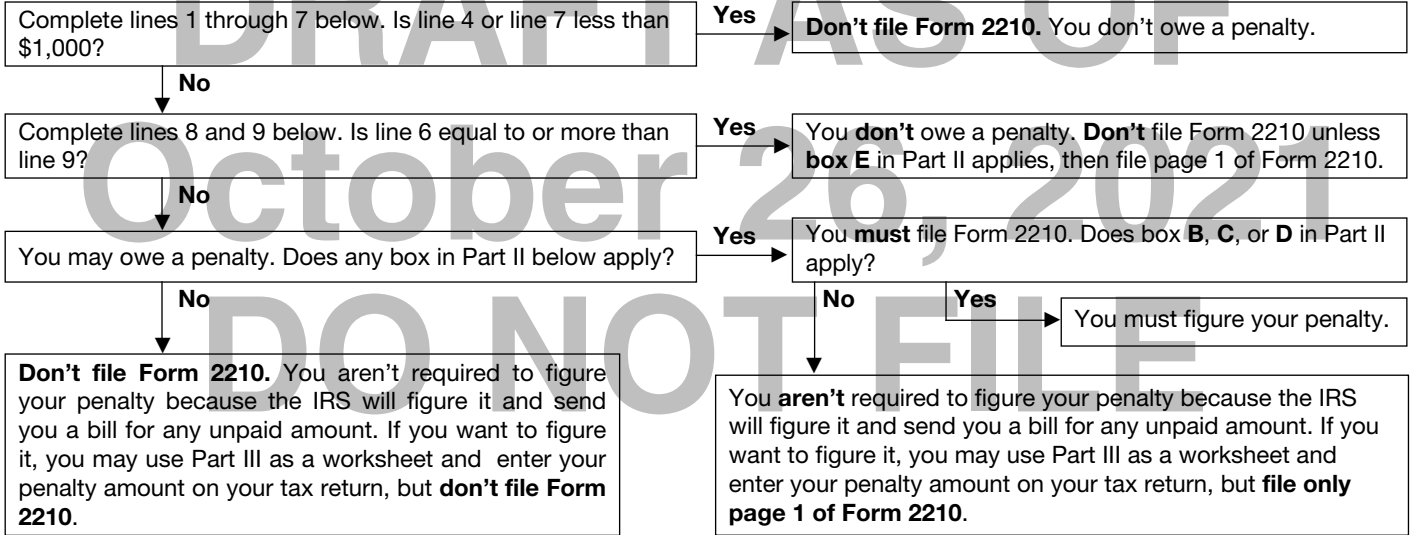 DRAFT AS OF
October 26, 2021
DO NOT FILE
Complete lines 1 through 7 below. Is line 4 or line 7 less than
$1,000?
Yes
Don’t file Form 2210. You don’t owe a penalty.
No
Complete lines 8 and 9 below. Is line 6 equal to or more than
line 9?
Yes
You don’t owe a penalty. Don’t file Form 2210 unless
box E in Part II applies, then file page 1 of Form 2210.
No
You may owe a penalty. Does any box in Part II below apply?
Yes
You must file Form 2210. Does box B, C, or D in Part II
apply?
No
Yes
You must figure your penalty.
No
Don’t file Form 2210. You aren’t required to figure
your penalty because the IRS will figure it and send
you a bill for any unpaid amount. If you want to figure
it, you may use Part III as a worksheet and enter your
penalty amount on your tax return, but don’t file Form
2210.
You aren’t required to figure your penalty because the IRS
will figure it and send you a bill for any unpaid amount. If you
want to figure it, you may use Part III as a worksheet and
enter your penalty amount on your tax return, but file only
page 1 of Form 2210.